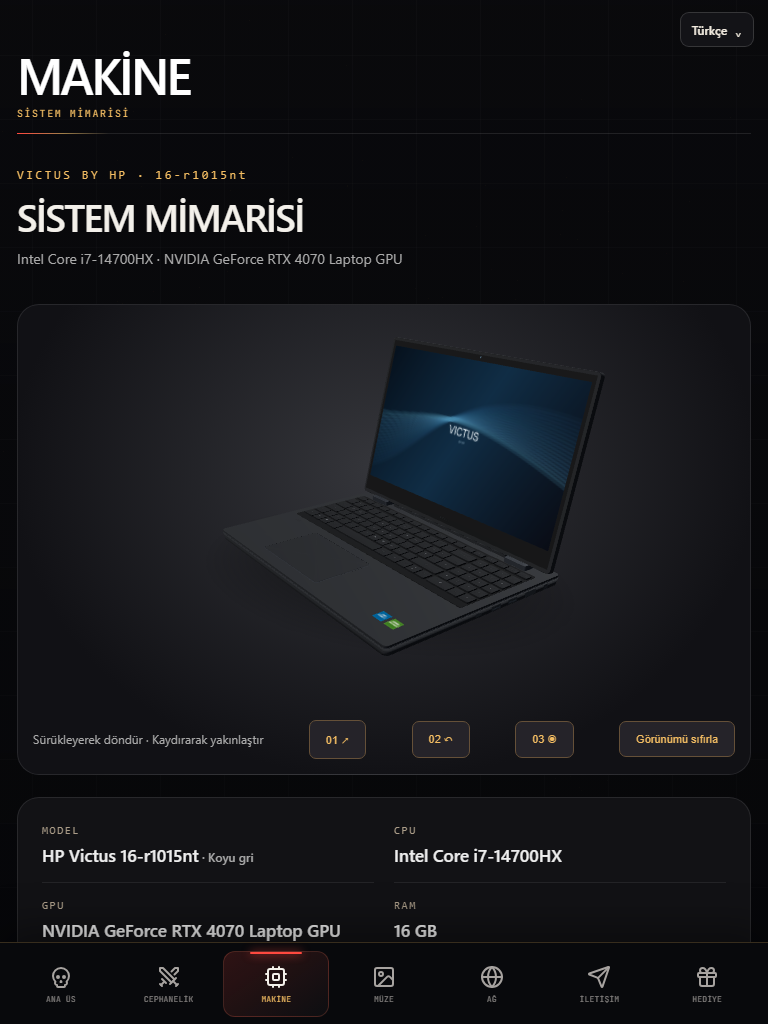 Türkçe
MAKİNE
SİSTEM MİMARİSİ
VICTUS BY HP · 16-r1015nt
SİSTEM MİMARİSİ
Intel Core i7-14700HX · NVIDIA GeForce RTX 4070 Laptop GPU
VICTUS
Sürükleyerek döndür · Kaydırarak yakınlaştır
01 ↗
02 ↶
03 ◉
Görünümü sıfırla
MODEL
HP Victus 16-r1015nt · Koyu gri
CPU
Intel Core i7-14700HX
GPU
NVIDIA GeForce RTX 4070 Laptop GPU
RAM
16 GB
ANA ÜS
CEPHANELİK
MAKİNE
MÜZE
AĞ
İLETİŞİM
HEDİYE